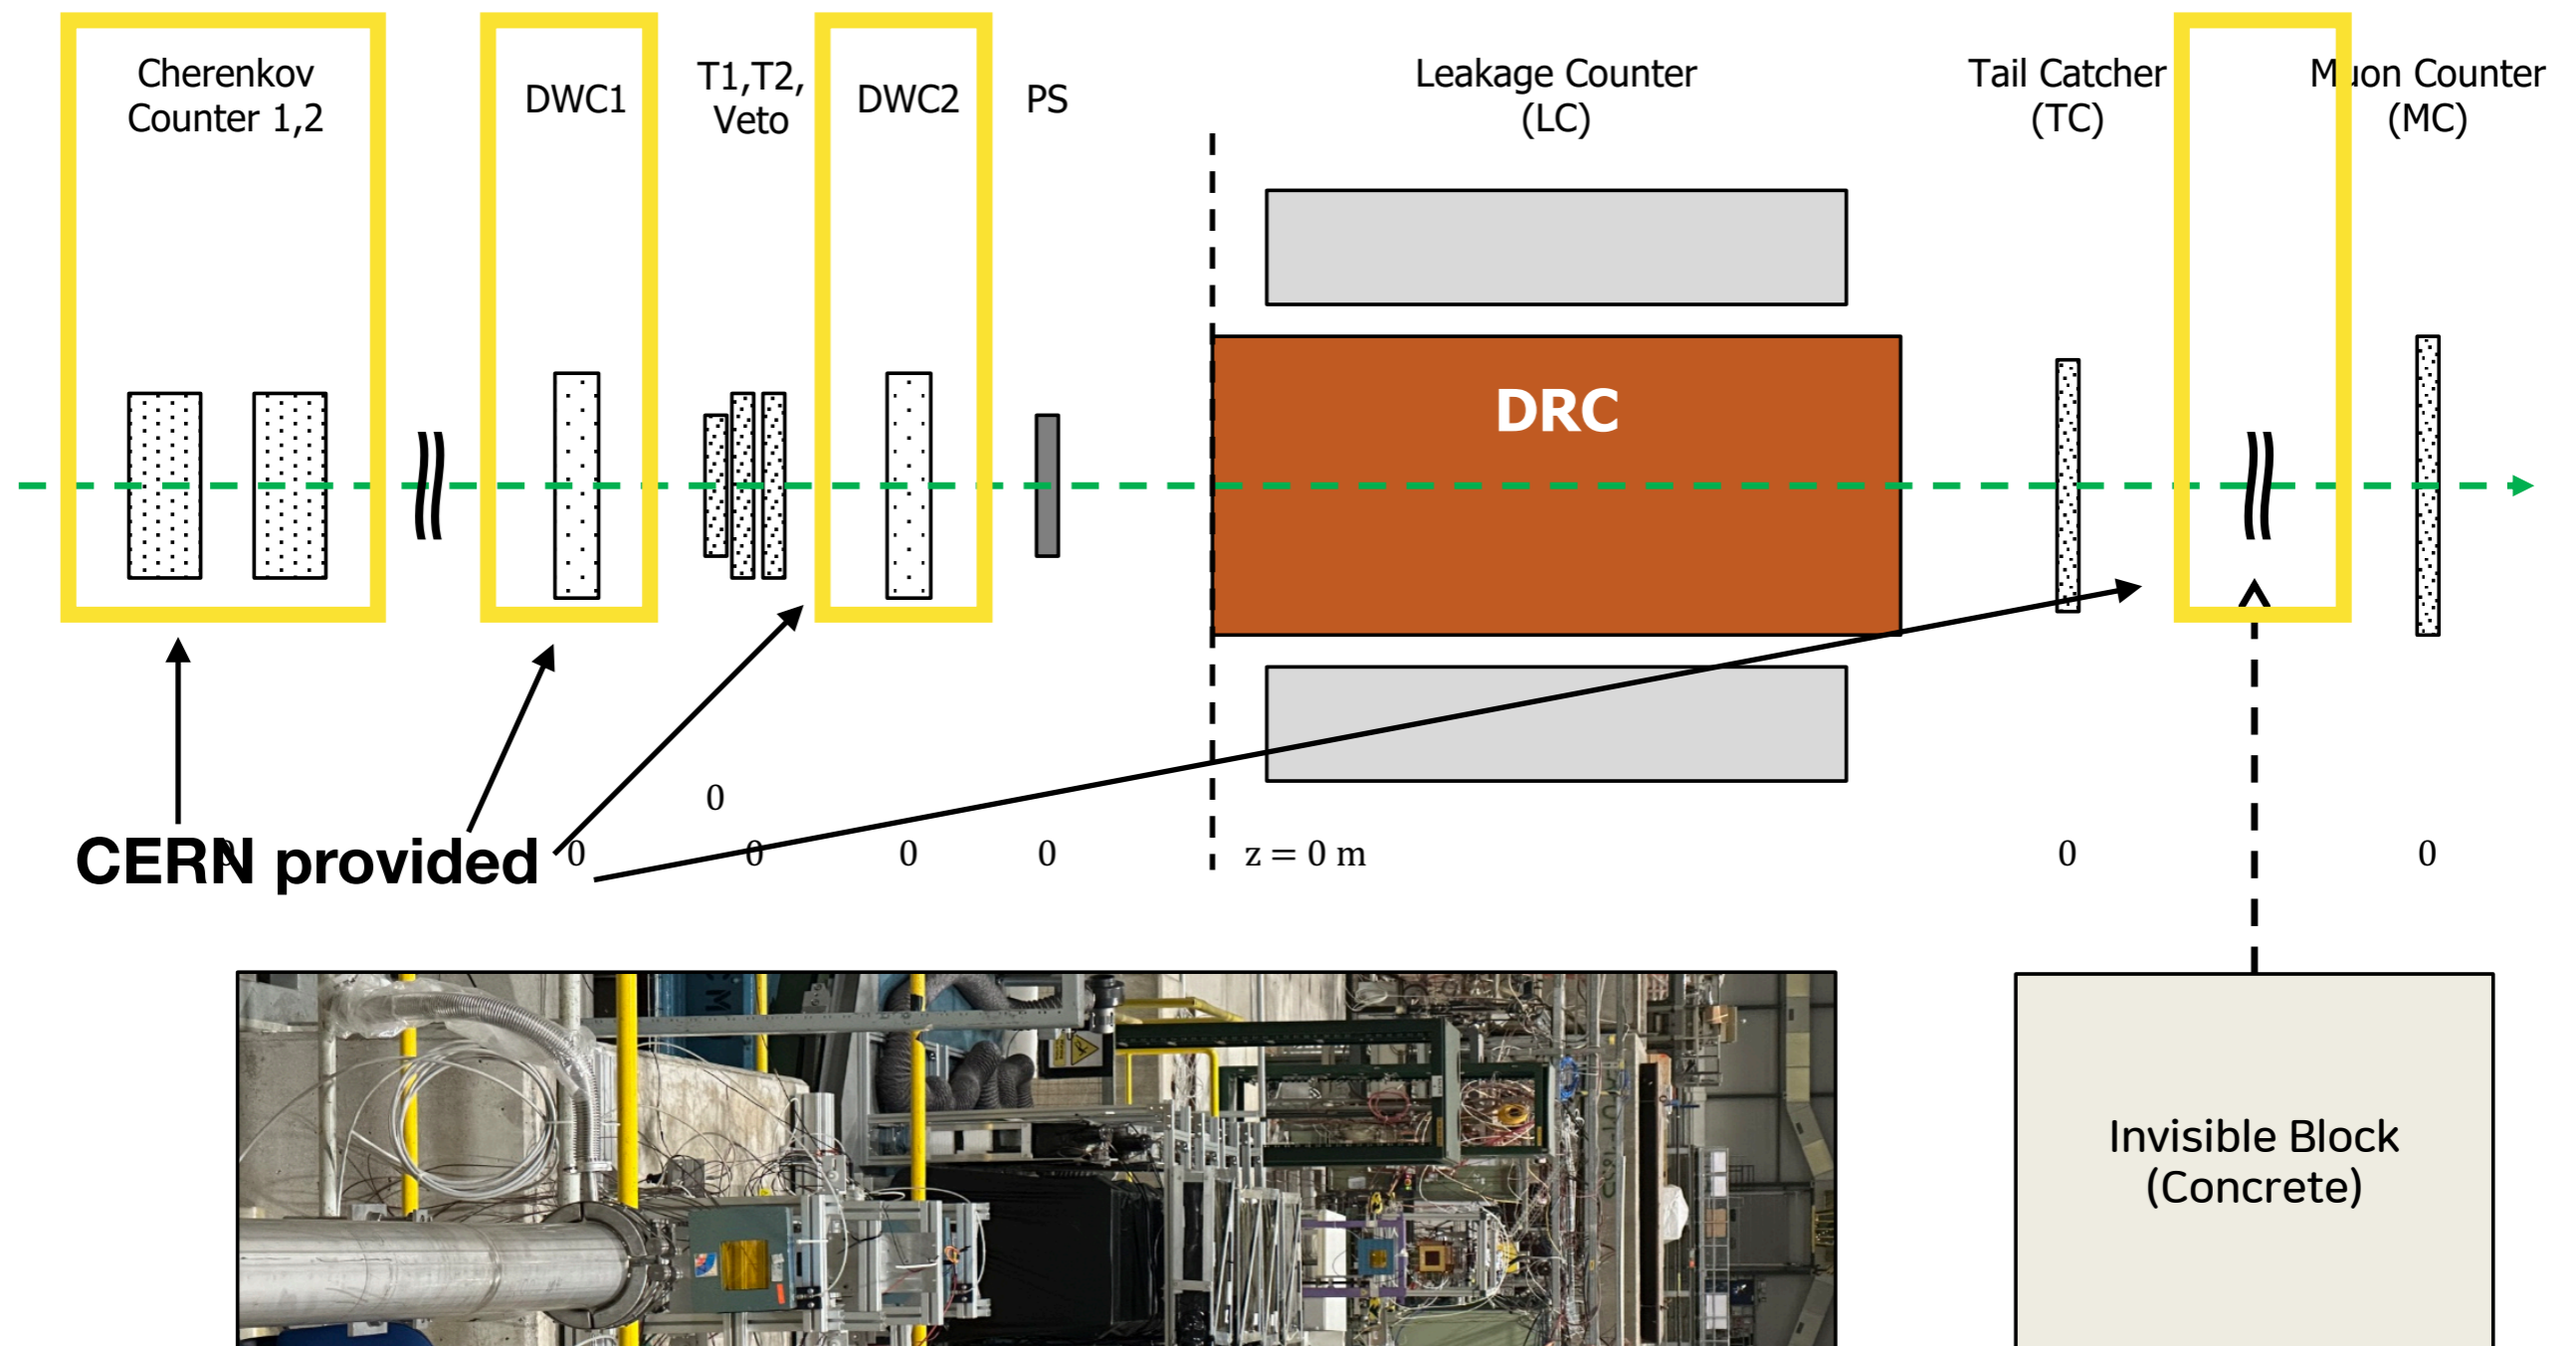 Cherenkov
Counter 1,2
DWC1
T1,T2,
Veto
DWC2
PS
Leakage Counter
(LC)
Tail Catcher
(TC)
Muon Counter
(MC)
DRC
0
CERN provided
0
0
0
0
0
z = 0 m
0
0
Invisible Block
(Concrete)